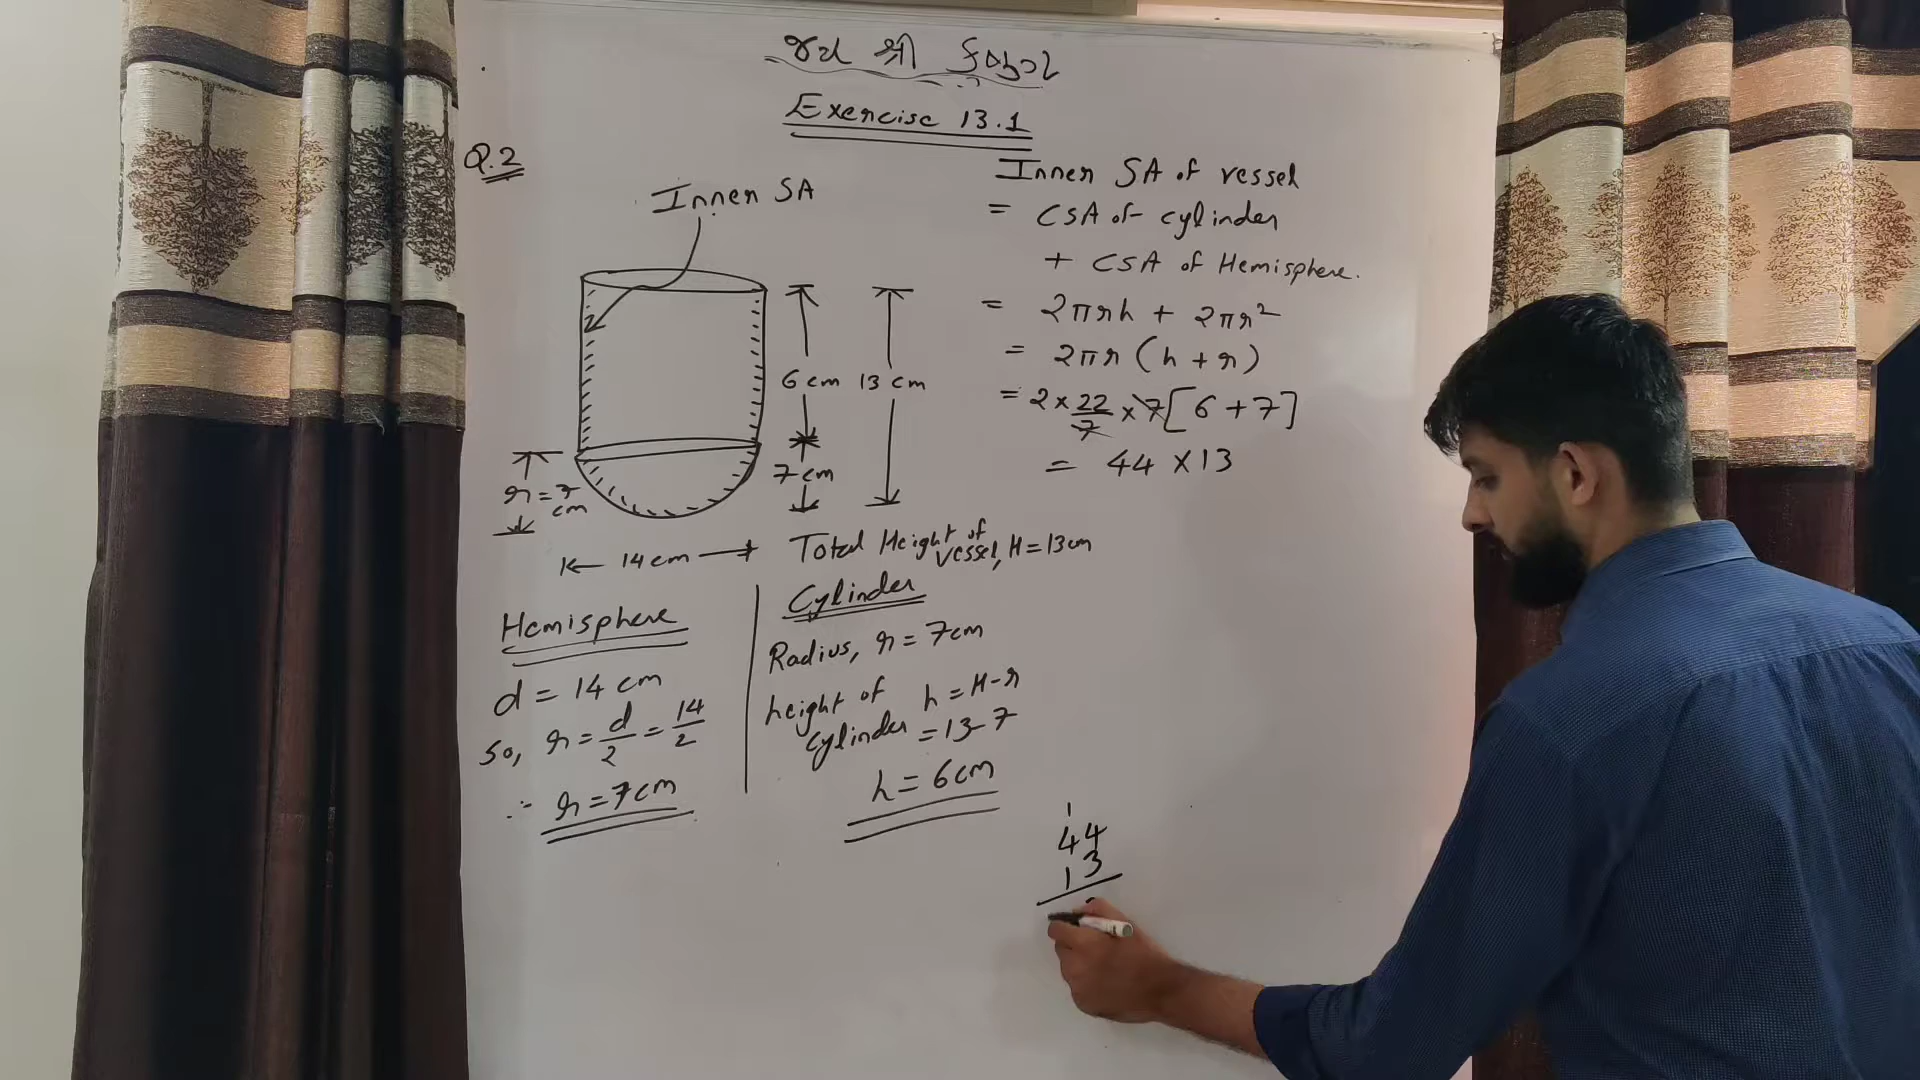 જય શ્રી કૃષ્ણ
Exercise 13.1
Q.2
Inner SA
6 cm
13 cm
7 cm
r = 7 cm
14 cm
Total Height of vessel, H = 13 cm
Hemisphere
d = 14 cm
so, r = d/2 = 14/2
∴ r = 7 cm
Cylinder
Radius, r = 7 cm
height of cylinder h = H - r
= 13 - 7
h = 6 cm
Inner SA of vessel
= CSA of cylinder
+ CSA of Hemisphere.
= 2πrh + 2πr²
= 2πr (h + r)
= 2 × 22/7 × 7 [6 + 7]
= 44 × 13
1
44
13